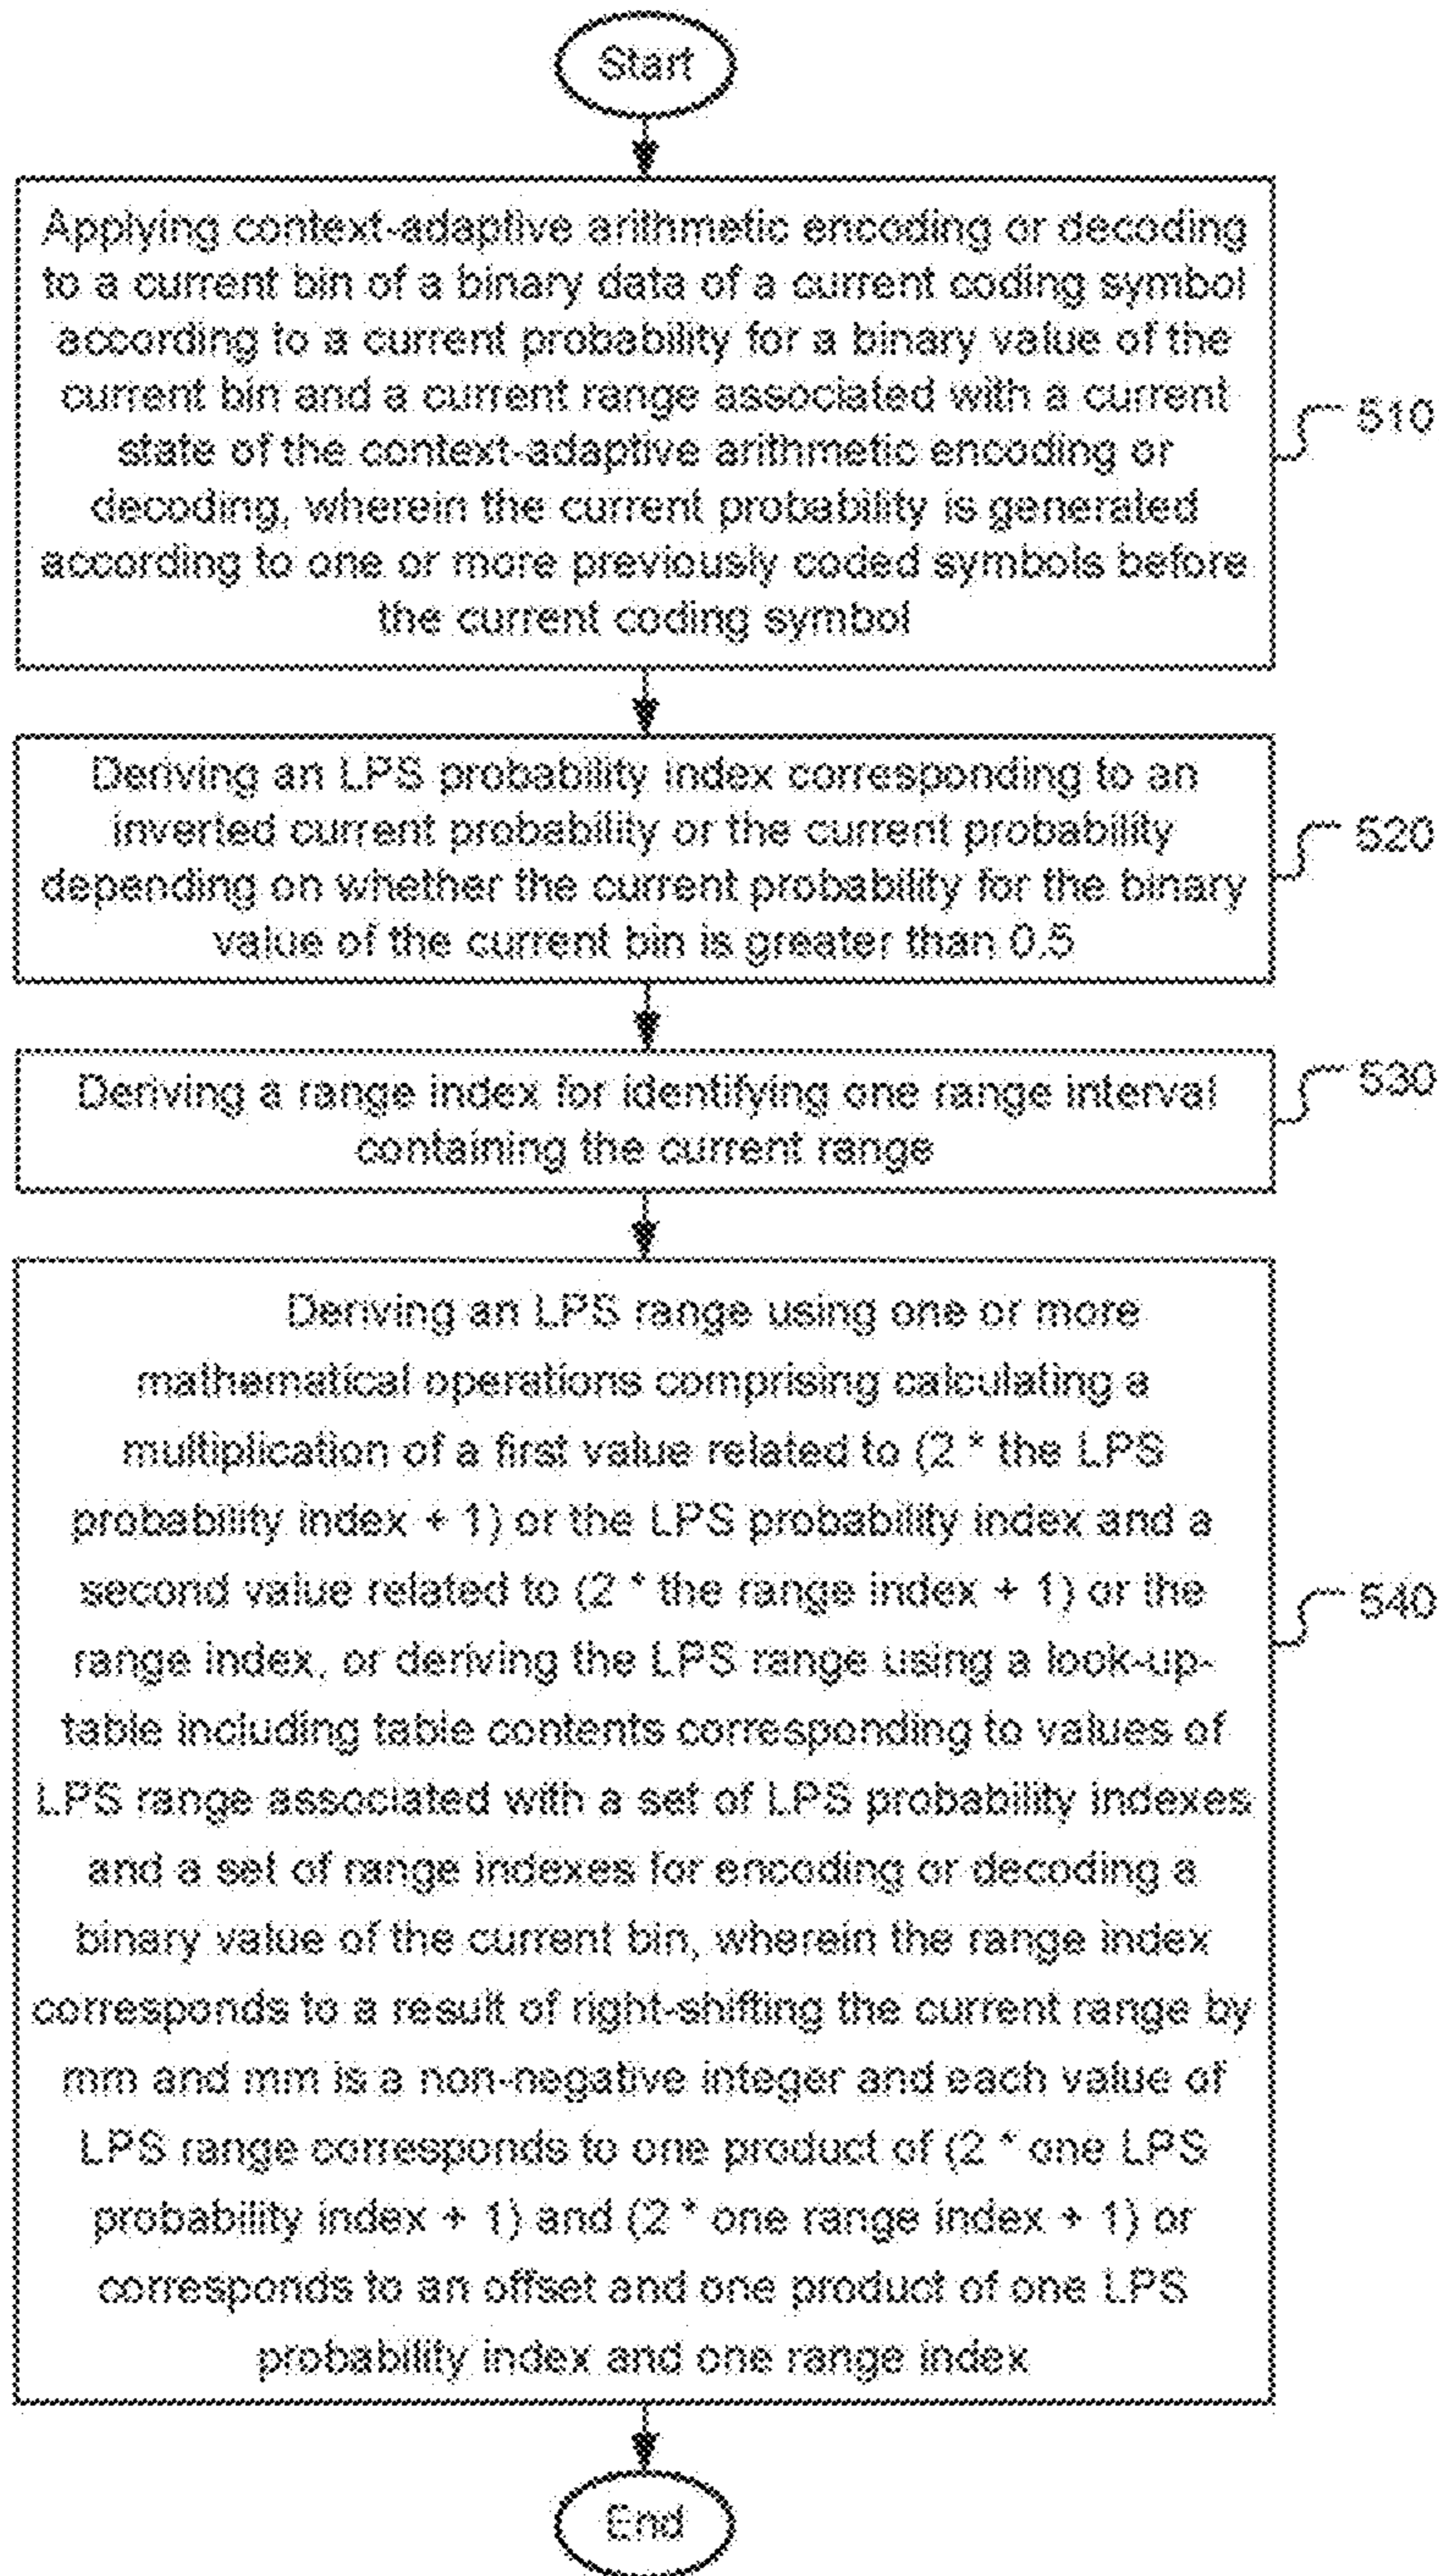 Start
Applying context-adaptive arithmetic encoding or decoding
to a current bin of a binary data of a current coding symbol
according to a current probability for a binary value of the
current bin and a current range associated with a current
state of the context-adaptive arithmetic encoding or
decoding, wherein the current probability is generated
according to one or more previously coded symbols before
the current coding symbol
510
Deriving an LPS probability index corresponding to an
inverted current probability or the current probability
depending on whether the current probability for the binary
value of the current bin is greater than 0.5
520
Deriving a range index for identifying one range interval
containing the current range
530
Deriving an LPS range using one or more
mathematical operations comprising calculating a
multiplication of a first value related to (2 * the LPS
probability index + 1) or the LPS probability index and a
second value related to (2 * the range index + 1) or the
range index, or deriving the LPS range using a look-up-
table including table contents corresponding to values of
LPS range associated with a set of LPS probability indexes
and a set of range indexes for encoding or decoding a
binary value of the current bin, wherein the range index
corresponds to a result of right-shifting the current range by
mm and mm is a non-negative integer and each value of
LPS range corresponds to one product of (2 * one LPS
probability index + 1) and (2 * one range index + 1) or
corresponds to an offset and one product of one LPS
probability index and one range index
540
End